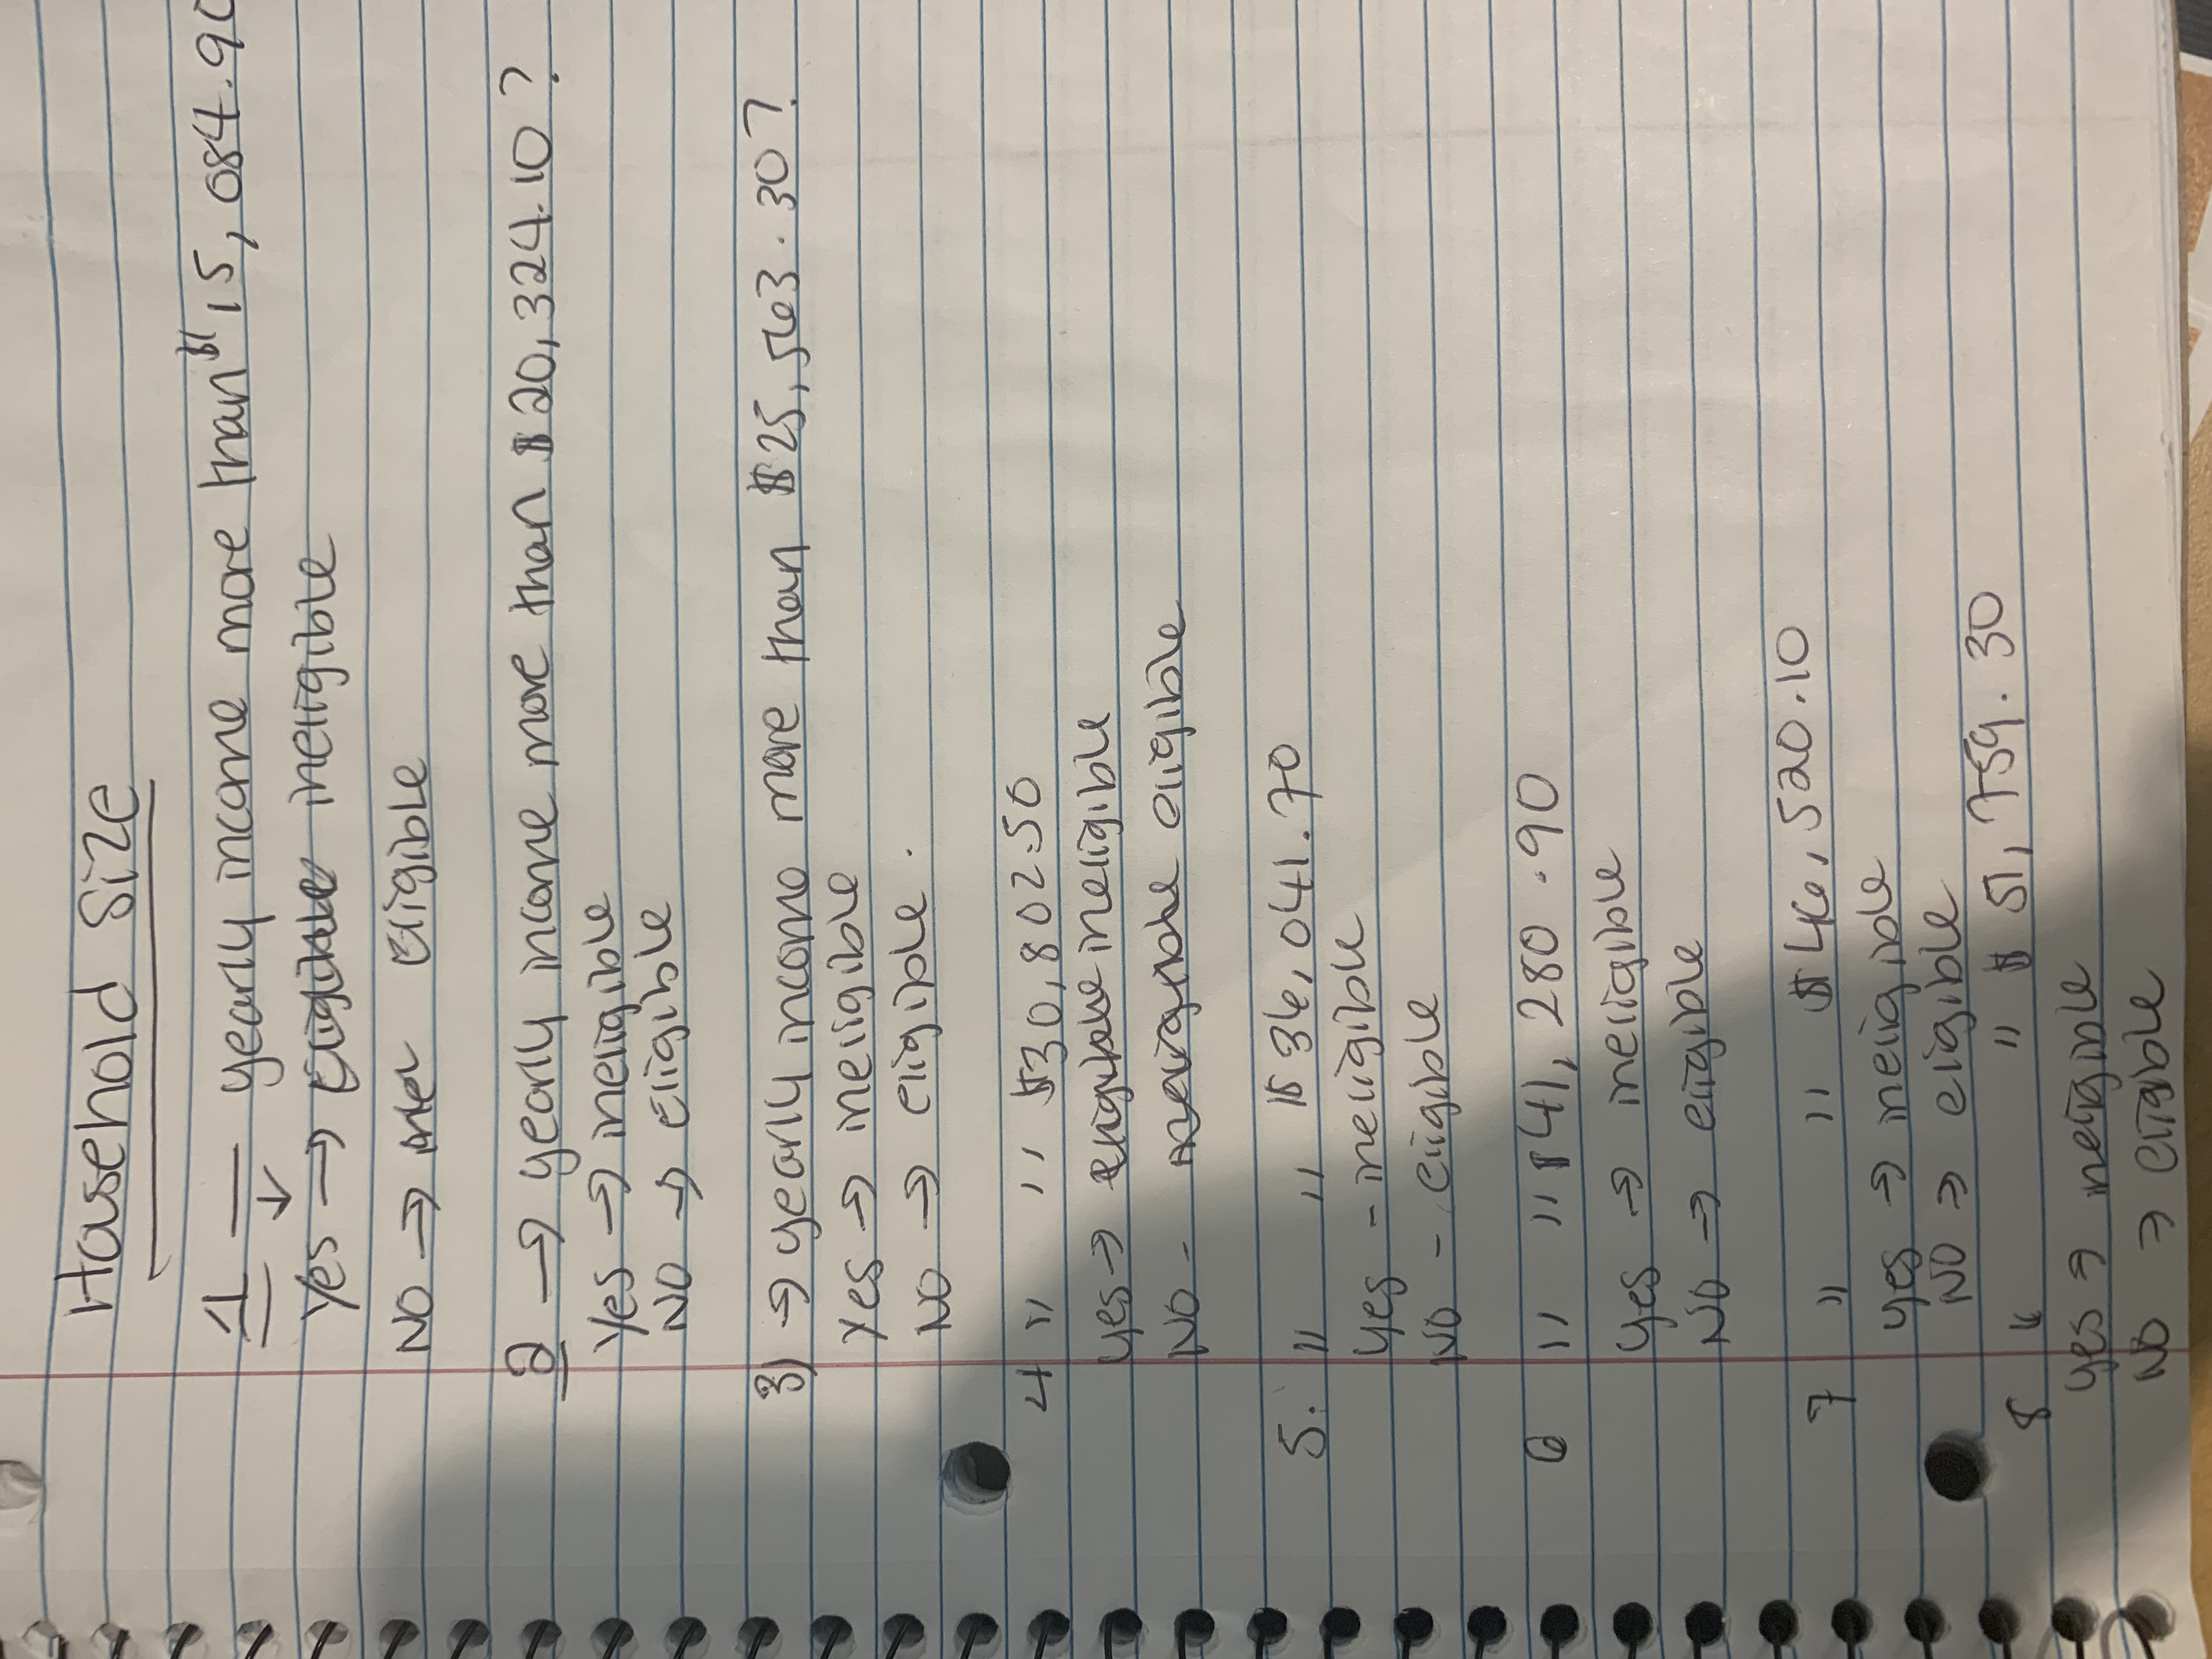 Household Size
1 — yearly income more than $15,084.90
↓
Yes → ineligible
NO → Eligible
2 → yearly income more than $20,324.10 ?
Yes → ineligible
NO → Eligible
3) → yearly income more than $25,563.30?
Yes → ineligible
NO → eligible.
4 " " $30,802.50
yes → ineligible
NO - eligible
5. " " $36,041.70
yes - ineligible
NO - eligible
6 " " $41,280.90
yes → ineligible
NO → eligible
7 " " $46,520.10
yes → ineligible
NO → eligible
8 " " $51,759.30
yes → ineligible
NO → eligible